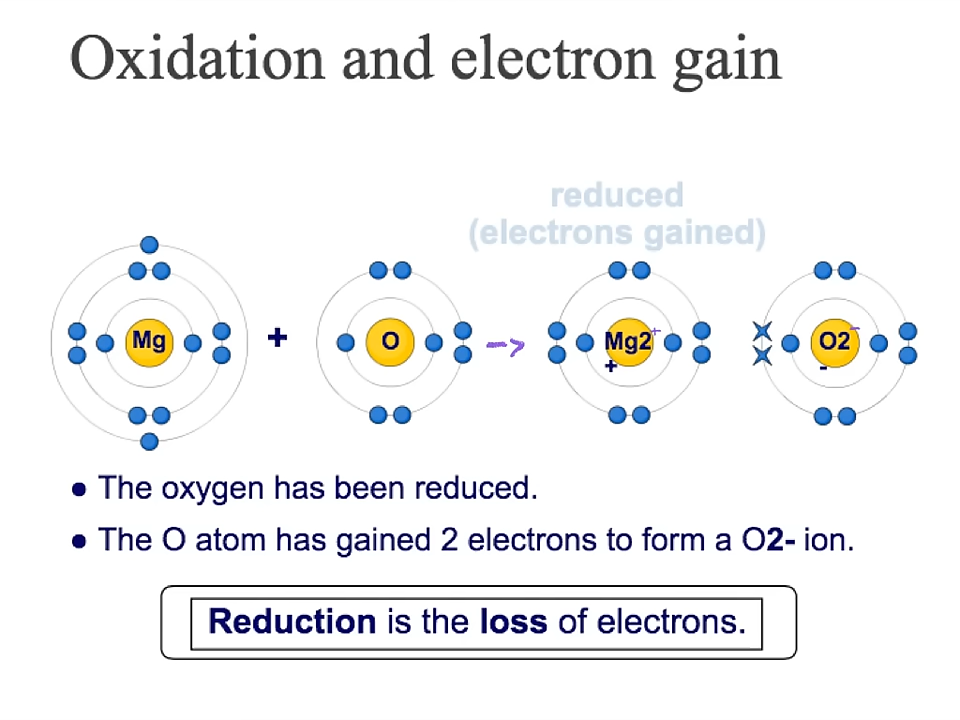 Oxidation and electron gain
reduced
(electrons gained)
Mg + O -> Mg2+ O2-
+ -
● The oxygen has been reduced.
● The O atom has gained 2 electrons to form a O2- ion.
Reduction is the loss of electrons.